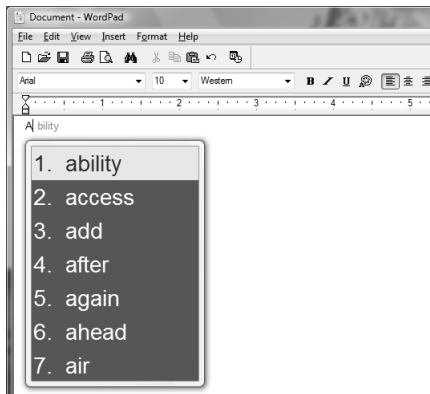 Document - WordPad
File Edit View Insert Format Help
Arial 10 Western B I U
1 2 3 4 5
A bility
1. ability
2. access
3. add
4. after
5. again
6. ahead
7. air